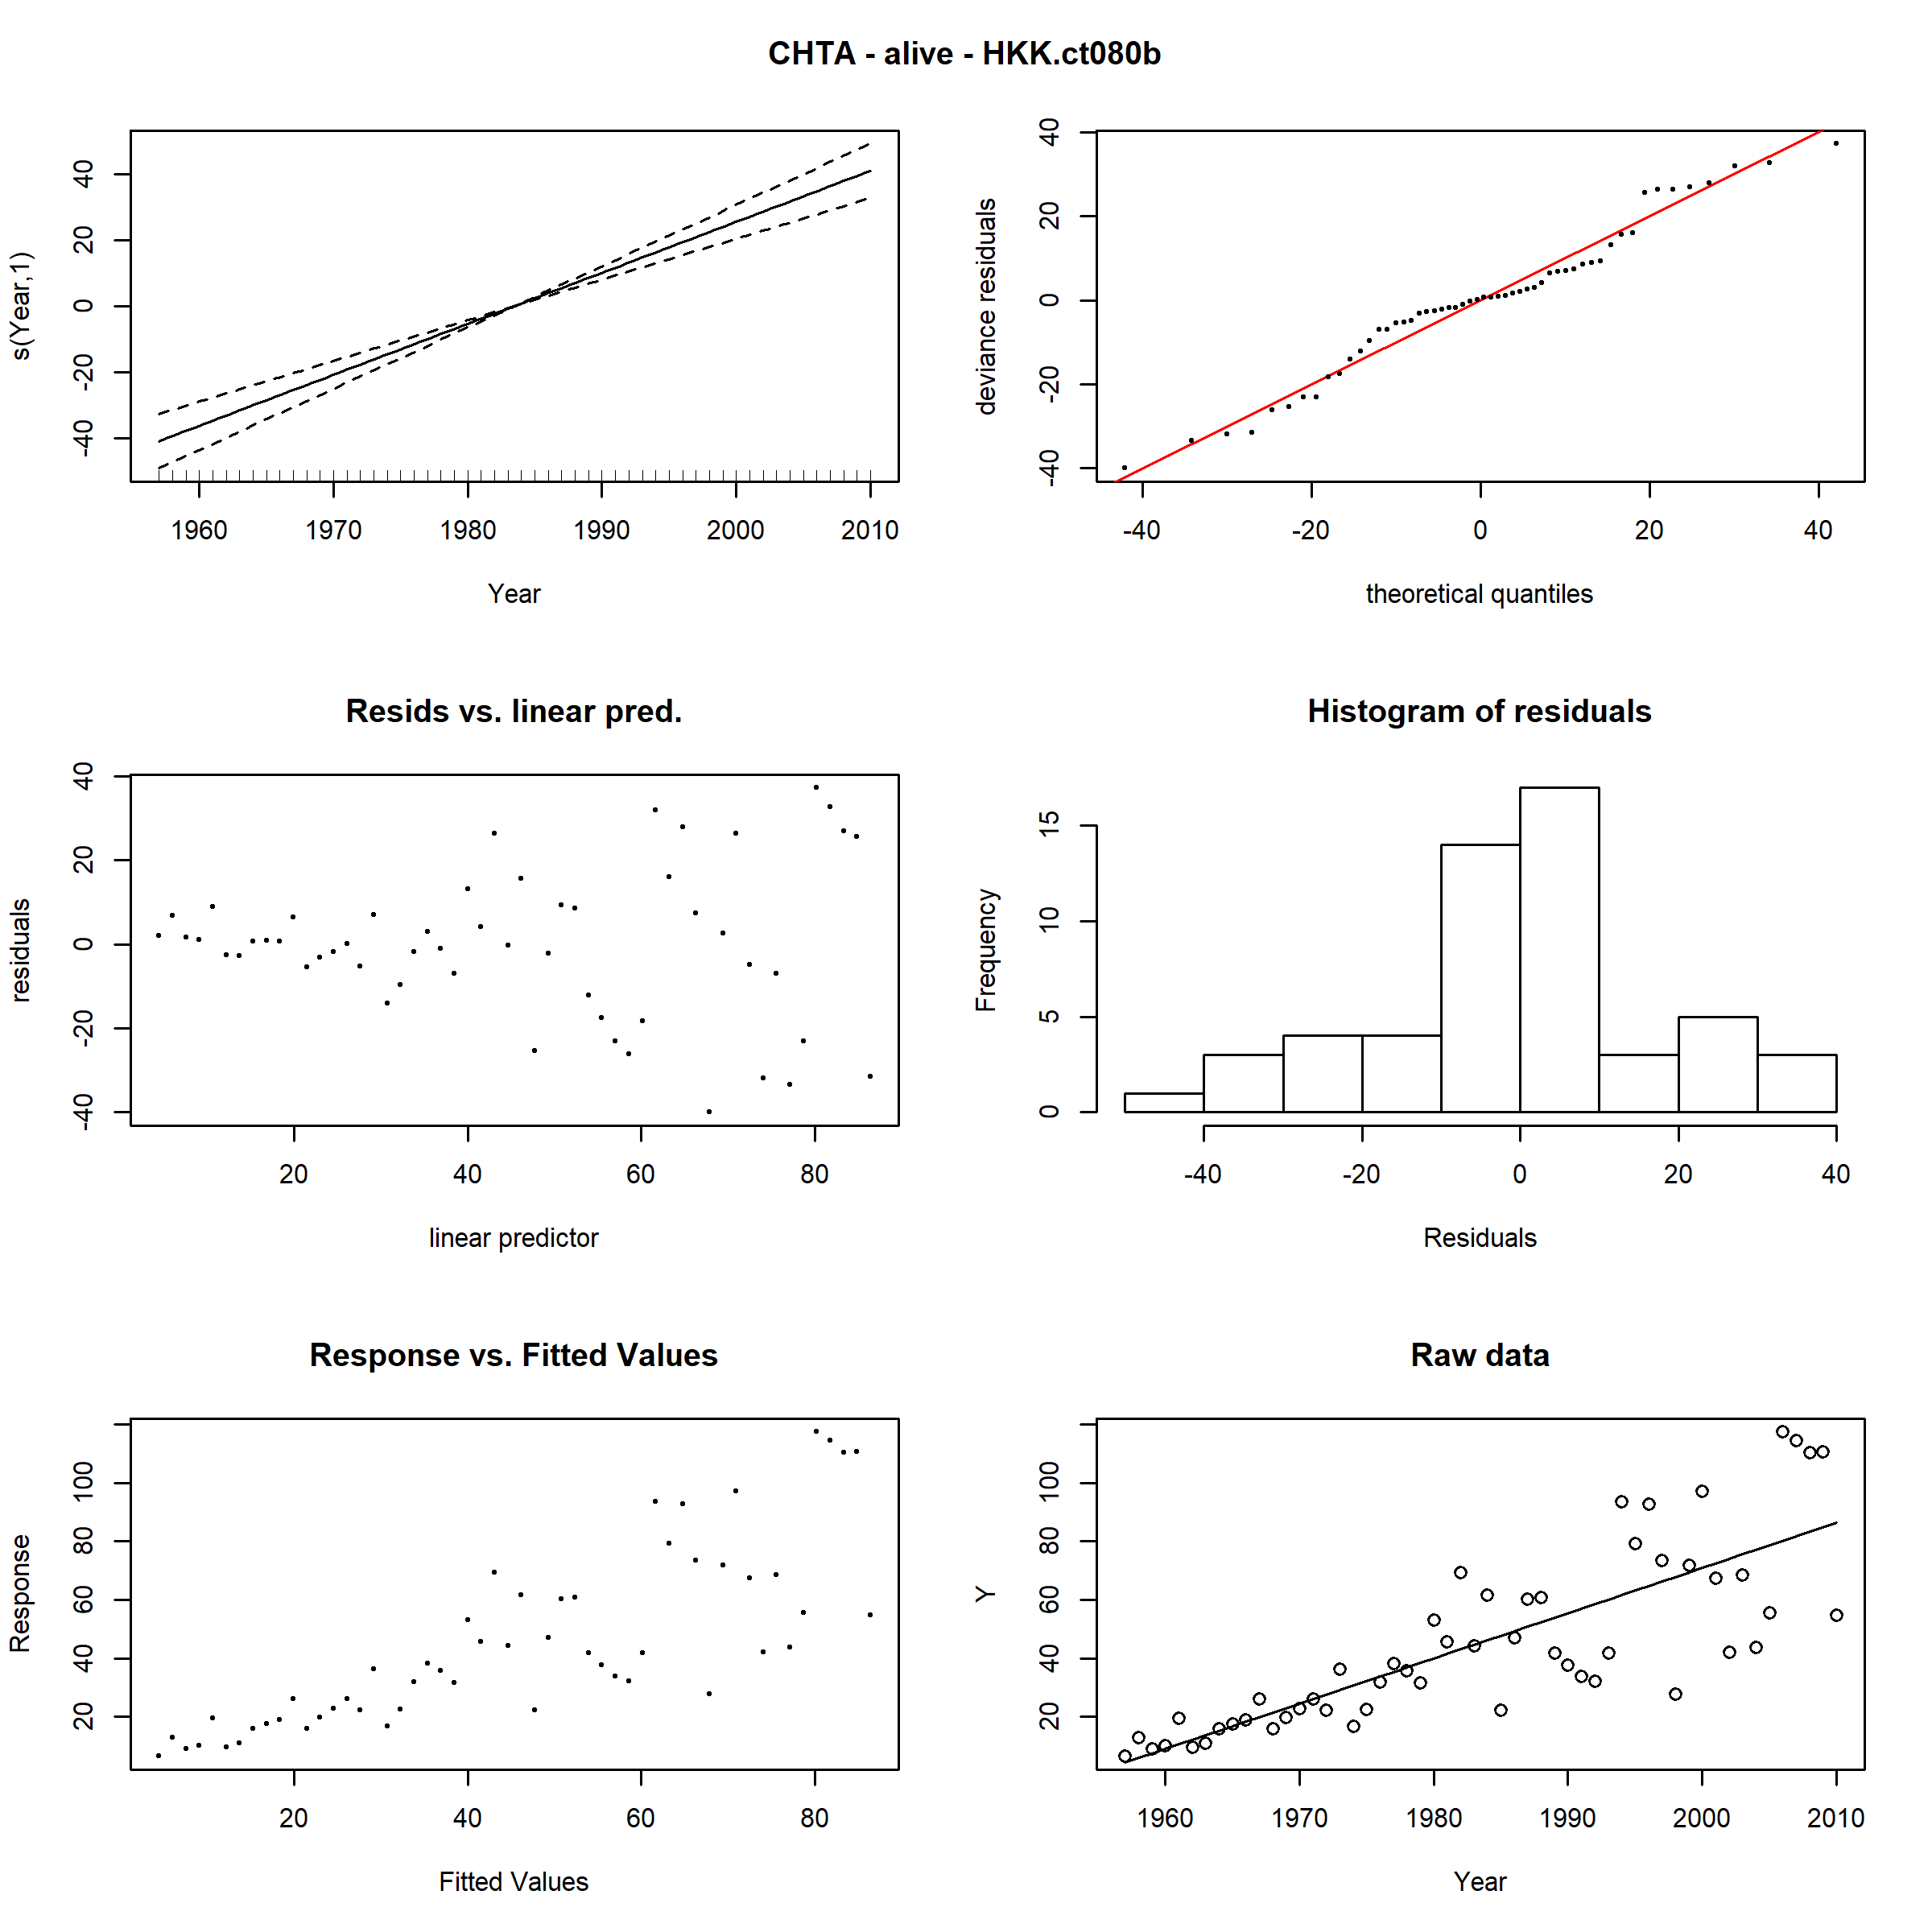 CHTA - alive - HKK.ct080b
s(Year,1)
-40 -20 0 20 40
1960 1970 1980 1990 2000 2010
Year
deviance residuals
-40 -20 0 20 40
-40 -20 0 20 40
theoretical quantiles
Resids vs. linear pred.
residuals
-40 -20 0 20 40
20 40 60 80
linear predictor
Histogram of residuals
Frequency
0 5 10 15
-40 -20 0 20 40
Residuals
Response vs. Fitted Values
Response
20 40 60 80 100
20 40 60 80
Fitted Values
Raw data
Y
20 40 60 80 100
1960 1970 1980 1990 2000 2010
Year